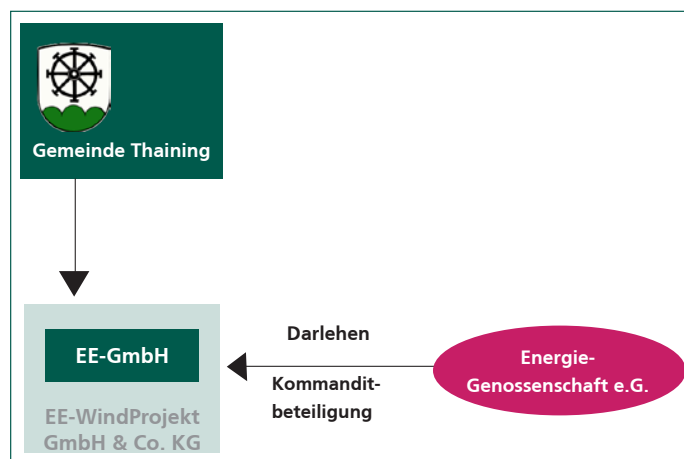 Gemeinde Thaining
EE-GmbH
EE-WindProjekt
GmbH & Co. KG
Darlehen
Kommandit-
beteiligung
Energie-
Genossenschaft e.G.